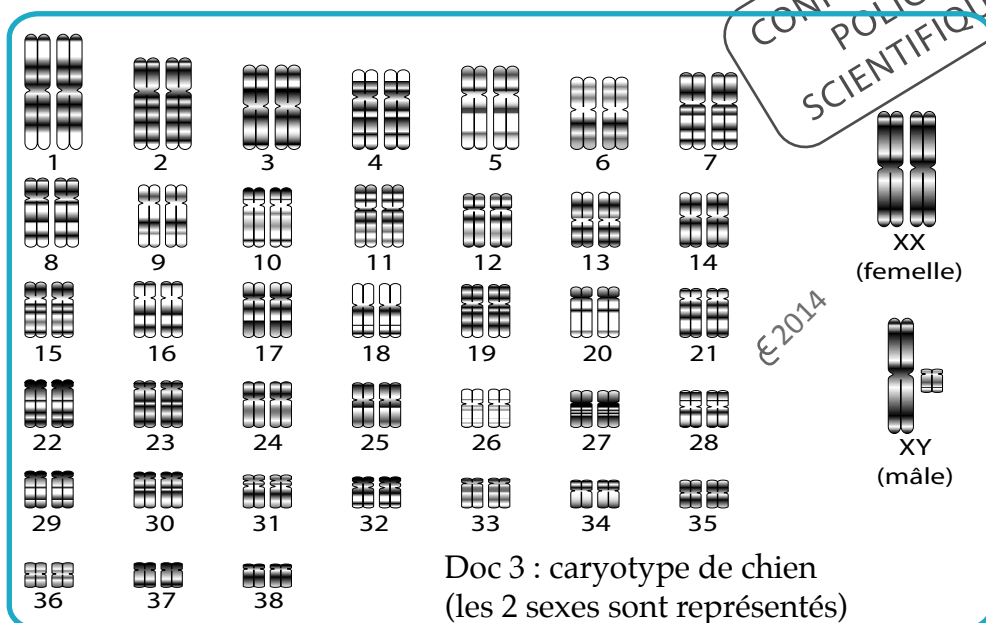 POLIC
SCIENTIFIQU
1 2 3 4 5 6 7
XX
(femelle)
8 9 10 11 12 13 14
15 16 17 18 19 20 21
€ 2014
22 23 24 25 26 27 28
XY
(mâle)
29 30 31 32 33 34 35
36 37 38
Doc 3 : caryotype de chien
(les 2 sexes sont représentés)